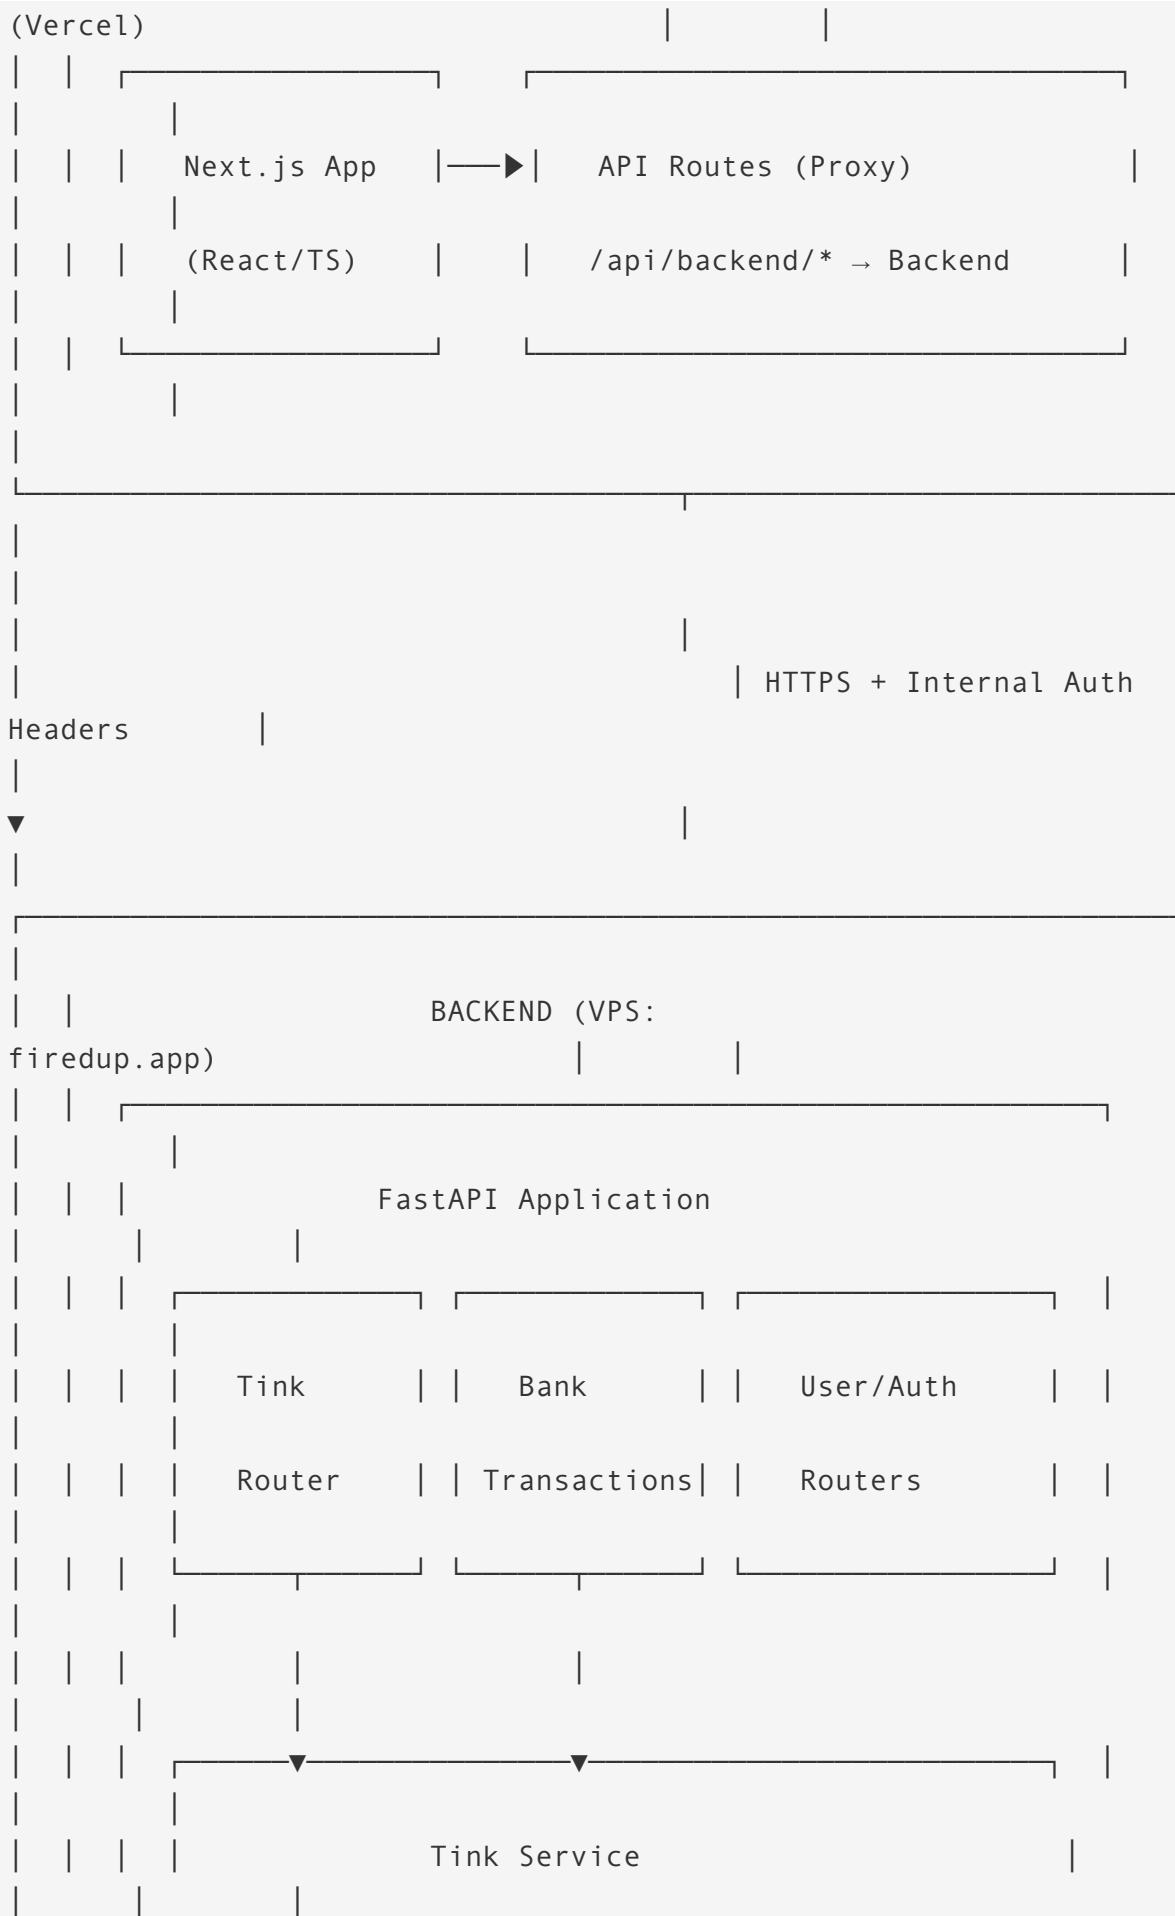 (Vercel) │ │
│ │ ┌──────────────────┐ ┌──────────────────────────────────┐
│ │
│ │ │ Next.js App │───▶│ API Routes (Proxy) │
│ │
│ │ │ (React/TS) │ │ /api/backend/* → Backend │
│ │
│ │ └──────────────────┘ └──────────────────────────────────┘
│ │
│
└──────────────────────────────────────┬────────────────────────────
│
│
│ │
│ │ HTTPS + Internal Auth
Headers │
│
▼ │
│
┌───────────────────────────────────────────────────────────────────
│
│ │ BACKEND (VPS:
firedup.app) │ │
│ │ ┌────────────────────────────────────────────────────────┐
│ │
│ │ │ FastAPI Application
│ │ │
│ │ │ ┌──────────────┐ ┌──────────────┐ ┌──────────────────┐ │
│ │
│ │ │ │ Tink │ │ Bank │ │ User/Auth │ │
│ │
│ │ │ │ Router │ │ Transactions│ │ Routers │ │
│ │
│ │ │ └──────┬───────┘ └──────┬───────┘ └──────────────────┘ │
│ │
│ │ │ │ │
│ │ │
│ │ │ ┌──────▼───────────────▼───────────────────────────┐ │
│ │
│ │ │ │ Tink Service │
│ │ │